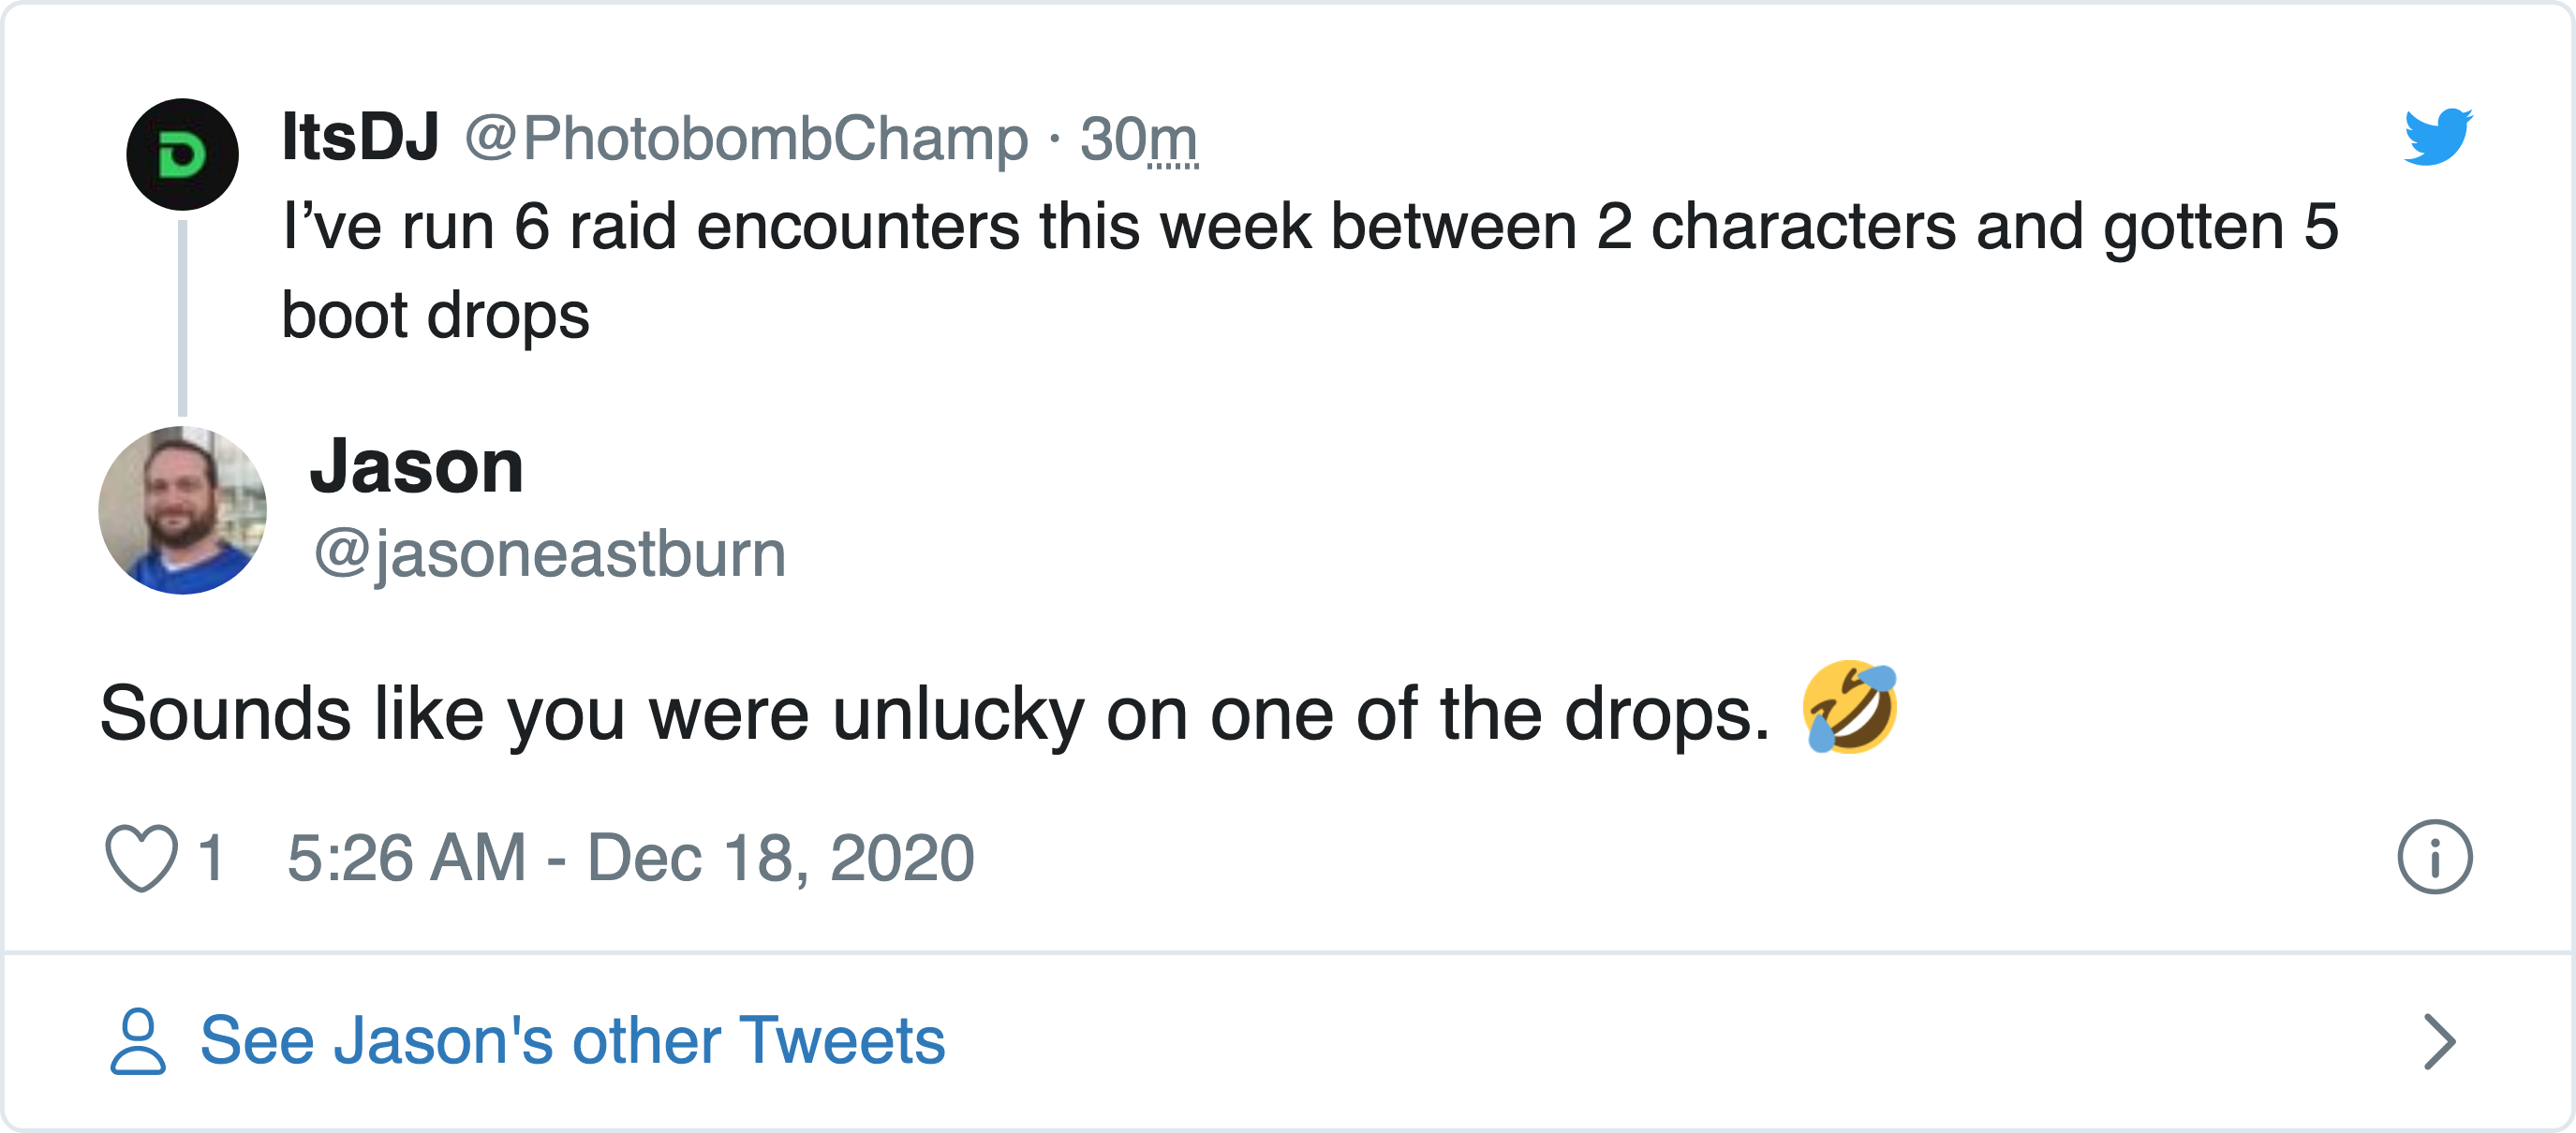 ItsDJ @PhotobombChamp · 30m
I’ve run 6 raid encounters this week between 2 characters and gotten 5
boot drops
Jason
@jasoneastburn
Sounds like you were unlucky on one of the drops. 🤣
1 5:26 AM - Dec 18, 2020
See Jason's other Tweets